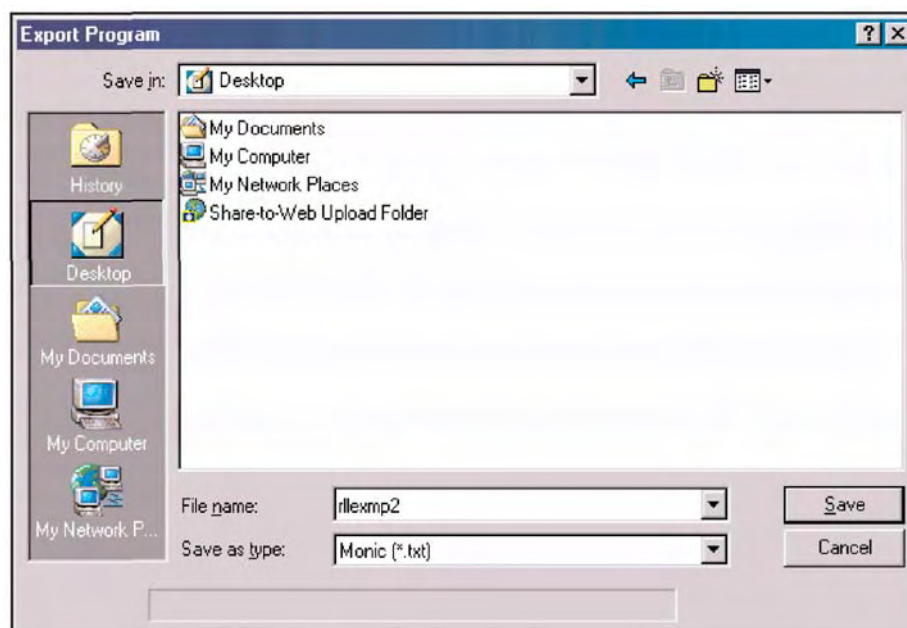 Export Program
Save in: Desktop
History
Desktop
My Documents
My Computer
My Network P...
My Documents
My Computer
My Network Places
Share-to-Web Upload Folder
File name: rllexmp2
Save as type: Monic (*.txt)
Save
Cancel